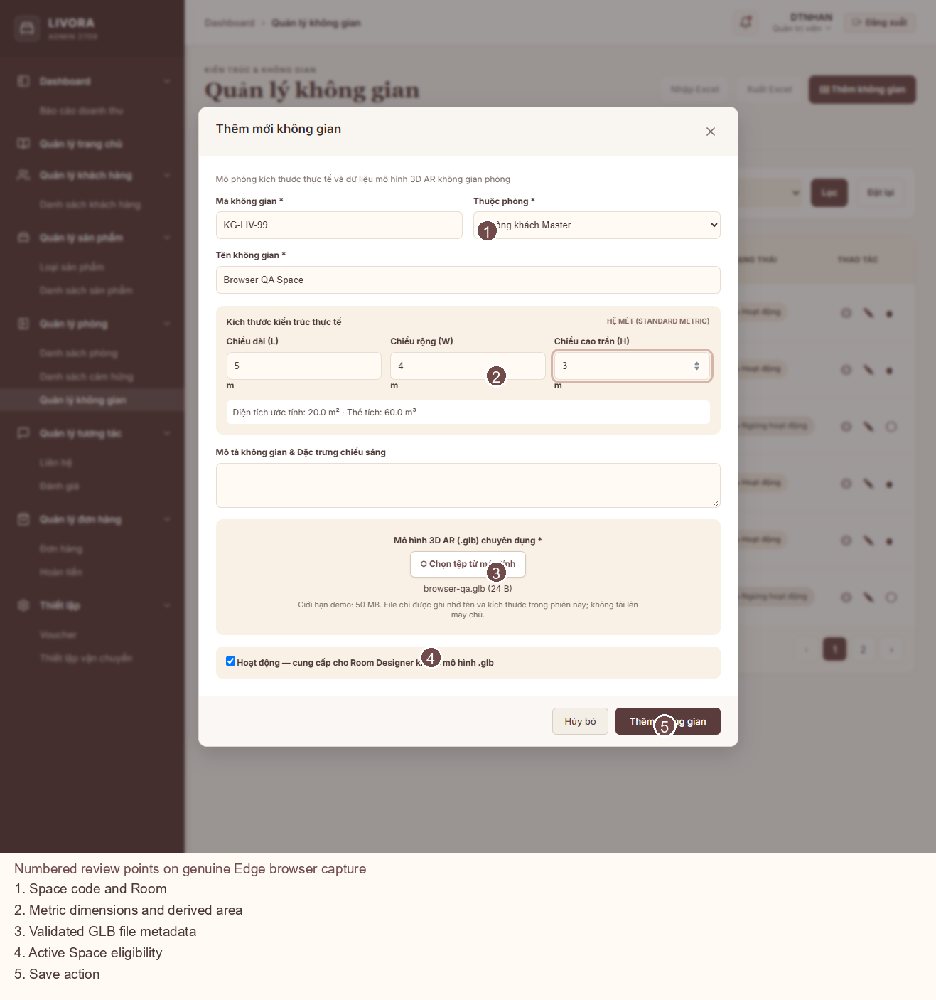 LIVORA
ADMIN 2709
Dashboard
Báo cáo doanh thu
Quản lý trang chủ
Quản lý khách hàng
Danh sách khách hàng
Quản lý sản phẩm
Loại sản phẩm
Danh sách sản phẩm
Quản lý phòng
Danh sách phòng
Danh sách cảm hứng
Quản lý không gian
Quản lý tương tác
Liên hệ
Đánh giá
Quản lý đơn hàng
Đơn hàng
Hoàn tiền
Thiết lập
Voucher
Thiết lập vận chuyển
Dashboard › Quản lý không gian
DTNHAN
Quản trị viên
Đăng xuất
KIẾN TRÚC & KHÔNG GIAN
Quản lý không gian
Nhập Excel
Xuất Excel
Thêm không gian
Lọc
Đặt lại
THAO TÁC
Hoạt động
Hoạt động
Ngừng hoạt động
Hoạt động
Hoạt động
Ngừng hoạt động
‹ 1 2 ›
Thêm mới không gian
Mô phỏng kích thước thực tế và dữ liệu mô hình 3D AR không gian phòng
Mã không gian *
Thuộc phòng *
KG-LIV-99
1
khách Master
Tên không gian *
Browser QA Space
Kích thước kiến trúc thực tế
HỆ MÉT (STANDARD METRIC)
Chiều dài (L)
Chiều rộng (W)
Chiều cao trần (H)
5
4
2
3
m
m
m
Diện tích ước tính: 20.0 m² · Thể tích: 60.0 m³
Mô tả không gian & Đặc trưng chiếu sáng
Mô hình 3D AR (.glb) chuyên dụng *
Chọn tệp từ
3
browser-qa.glb (24 B)
Giới hạn demo: 50 MB. File chỉ được ghi nhớ tên và kích thước trong phiên này; không tải lên
máy chủ.
Hoạt động — cung cấp cho Room Designer
4
mô hình .glb
Hủy bỏ
Thêm
5
gian
Numbered review points on genuine Edge browser capture
1. Space code and Room
2. Metric dimensions and derived area
3. Validated GLB file metadata
4. Active Space eligibility
5. Save action